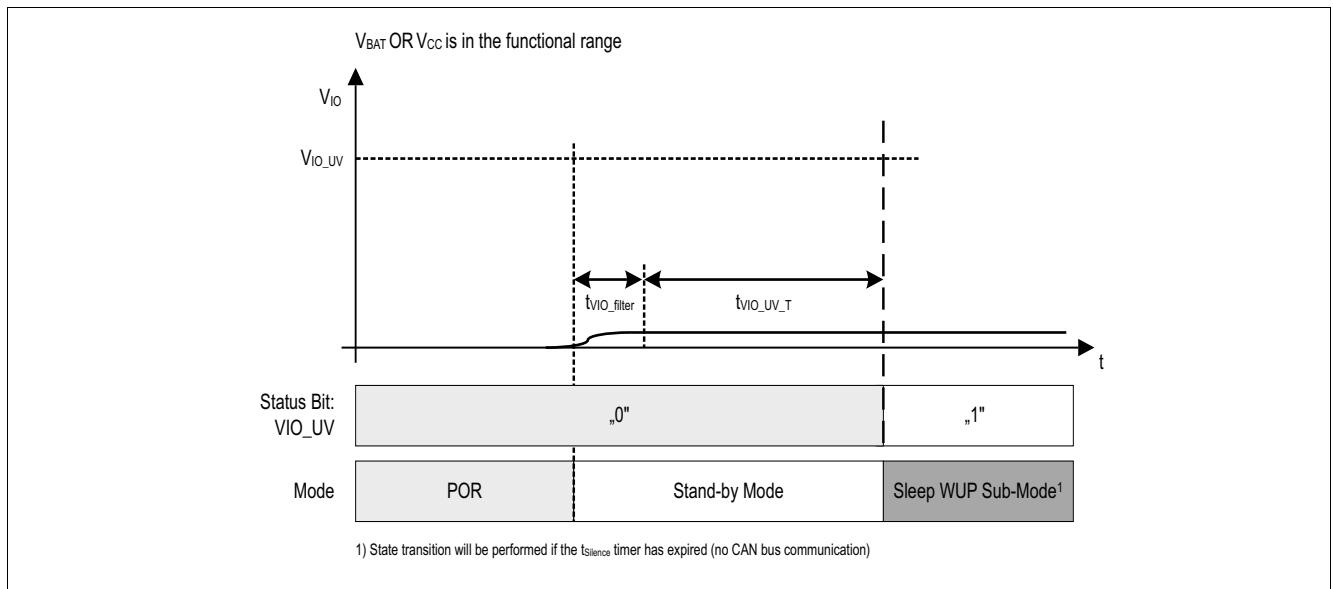 VBAT OR VCC is in the functional range
VIO
VIO_UV
tVIO_filter
tVIO_UV_T
t
Status Bit:
VIO_UV
„0"
„1"
Mode
POR
Stand-by Mode
Sleep WUP Sub-Mode1
1) State transition will be performed if the tSilence timer has expired (no CAN bus communication)